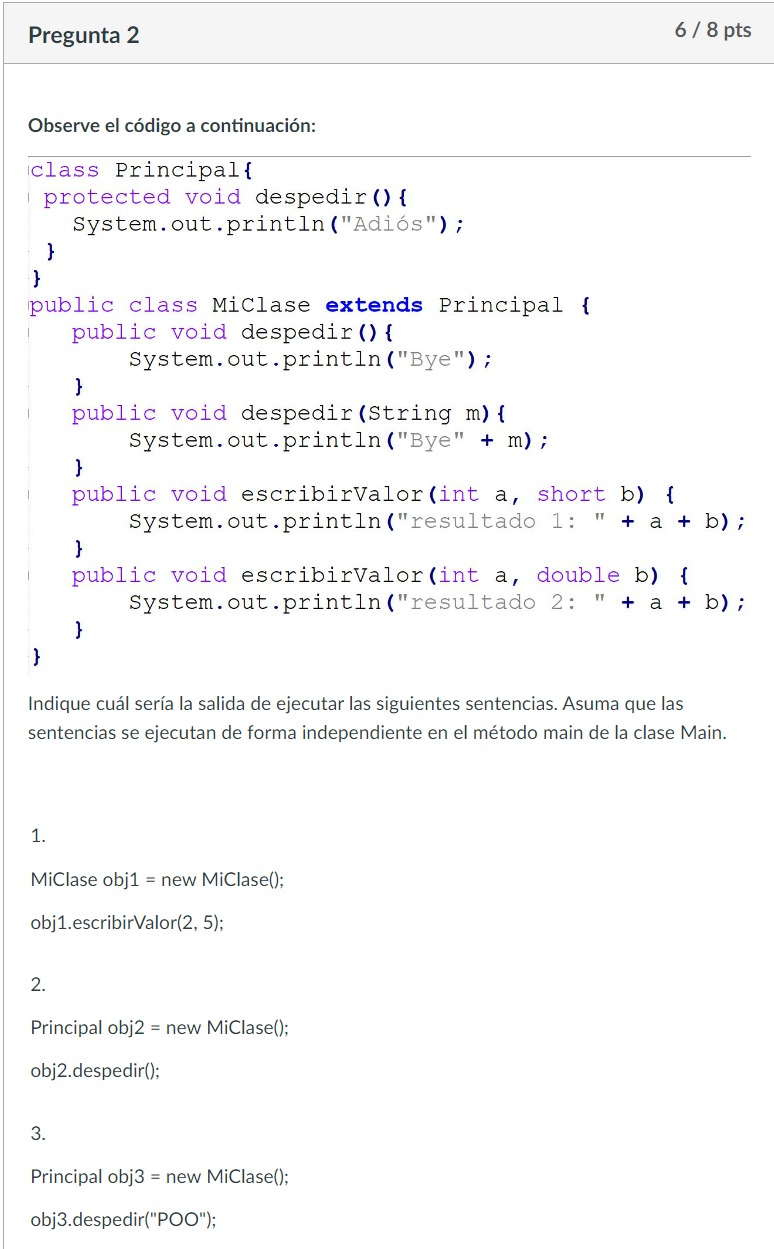 Pregunta 2
6 / 8 pts
Observe el código a continuación:
class Principal{
protected void despedir(){
System.out.println("Adiós");
}
}
public class MiClase extends Principal {
public void despedir(){
System.out.println("Bye");
}
public void despedir(String m){
System.out.println("Bye" + m);
}
public void escribirValor(int a, short b) {
System.out.println("resultado 1: " + a + b);
}
public void escribirValor(int a, double b) {
System.out.println("resultado 2: " + a + b);
}
}
Indique cuál sería la salida de ejecutar las siguientes sentencias. Asuma que las
sentencias se ejecutan de forma independiente en el método main de la clase Main.
1.
MiClase obj1 = new MiClase();
obj1.escribirValor(2, 5);
2.
Principal obj2 = new MiClase();
obj2.despedir();
3.
Principal obj3 = new MiClase();
obj3.despedir("POO");